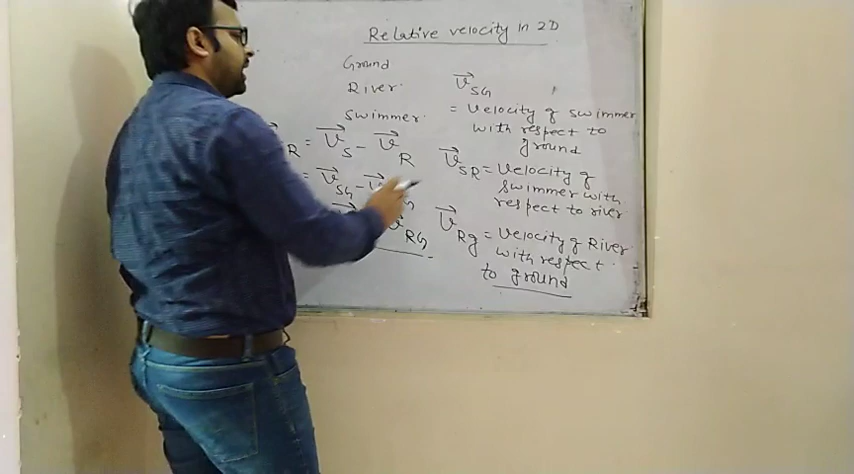 Relative velocity in 2D
Ground
River
Swimmer
R = V S - V R
= V SG - V
V RG
V SG
= Velocity of swimmer
with respect to
ground
V SR = Velocity of
swimmer with
respect to river
V Rg = Velocity of River
with respect
to ground